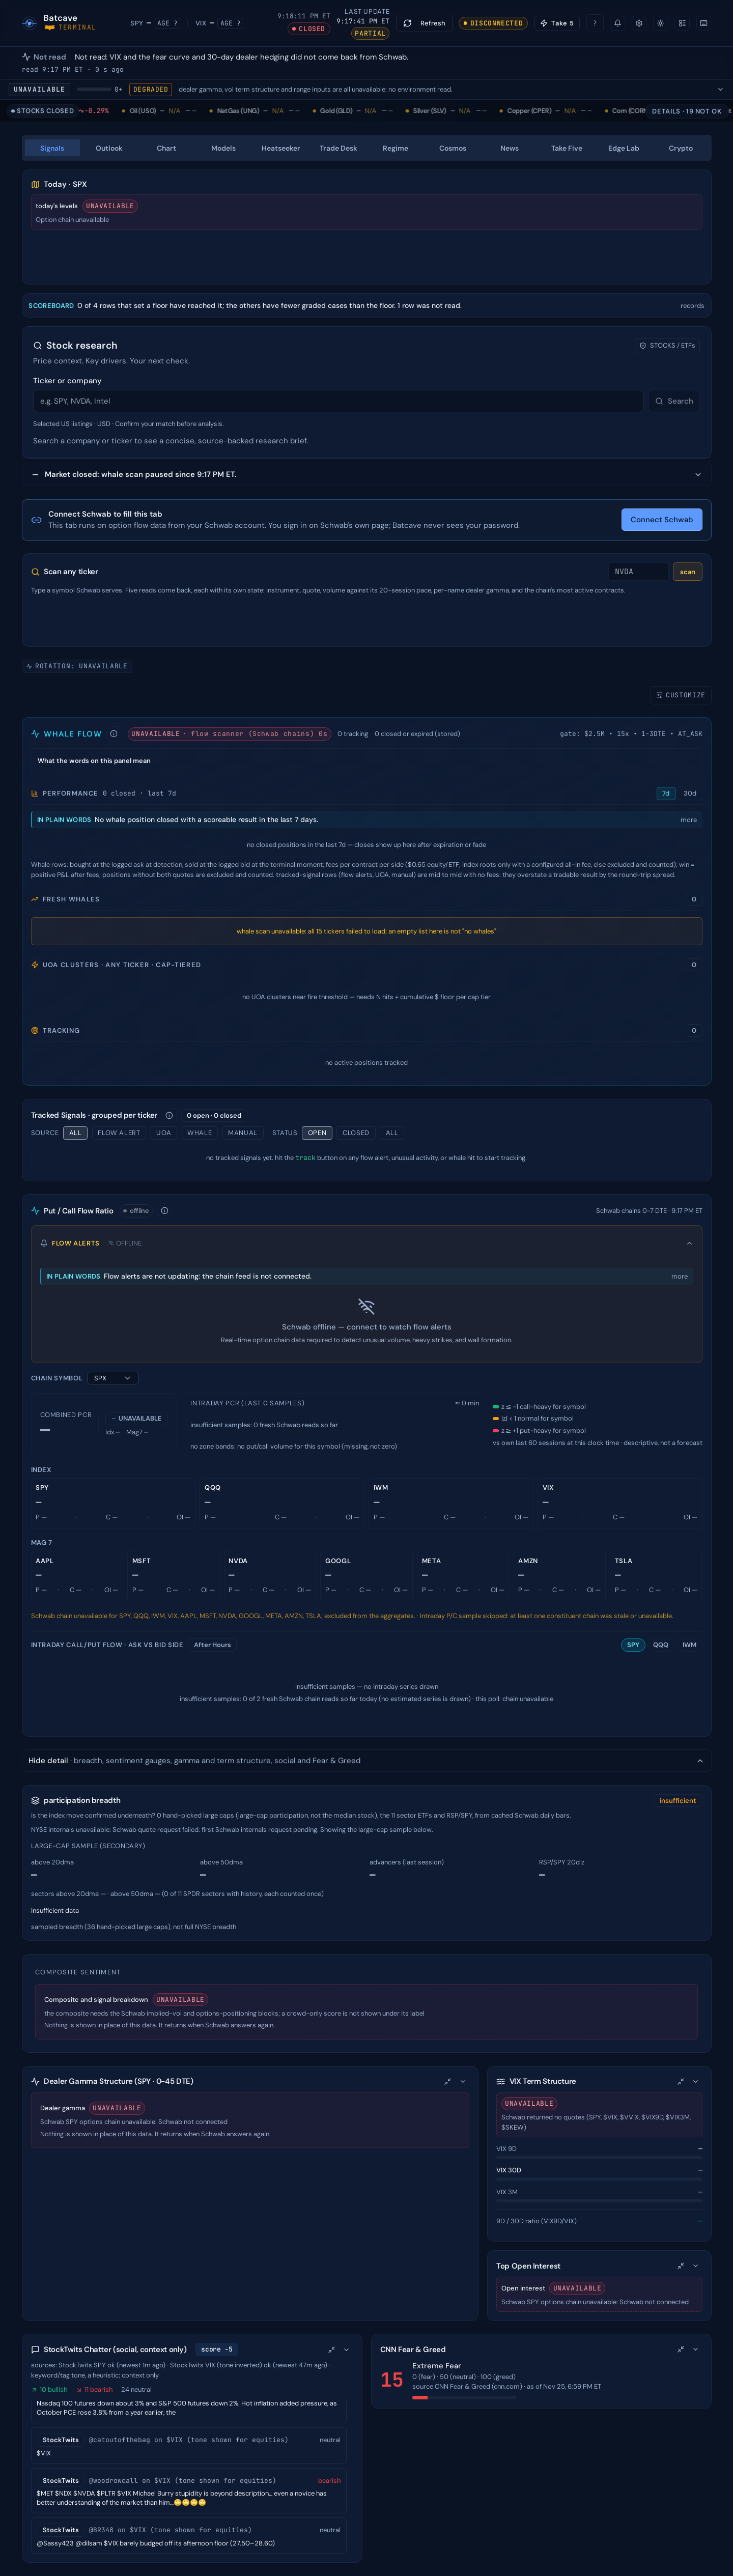 Batcave
TERMINAL
SPY — AGE ?
VIX — AGE ?
9:18:11 PM ET
CLOSED
LAST UPDATE
9:17:41 PM ET
PARTIAL
Refresh
DISCONNECTED
Take 5
?
Not read Not read: VIX and the fear curve and 30-day dealer hedging did not come back from Schwab.
read 9:17 PM ET · 0 s ago
UNAVAILABLE 0+ DEGRADED dealer gamma, vol term structure and range inputs are all unavailable: no environment read.
STOCKS CLOSED -0.29% Oil (USO) — N/A — — NatGas (UNG) — N/A — — Gold (GLD) — N/A — — Silver (SLV) — N/A — — Copper (CPER) — N/A — — Corn (CORN DETAILS · 19 NOT OK
Signals Outlook Chart Models Heatseeker Trade Desk Regime Cosmos News Take Five Edge Lab Crypto
Today · SPX
today's levels UNAVAILABLE
Option chain unavailable
SCOREBOARD 0 of 4 rows that set a floor have reached it; the others have fewer graded cases than the floor. 1 row was not read. records
Stock research STOCKS / ETFs
Price context. Key drivers. Your next check.
Ticker or company
e.g. SPY, NVDA, Intel Search
Selected US listings · USD · Confirm your match before analysis.
Search a company or ticker to see a concise, source-backed research brief.
Market closed: whale scan paused since 9:17 PM ET.
Connect Schwab to fill this tab
This tab runs on option flow data from your Schwab account. You sign in on Schwab's own page; Batcave never sees your password.
Connect Schwab
Scan any ticker NVDA scan
Type a symbol Schwab serves. Five reads come back, each with its own state: instrument, quote, volume against its 20-session pace, per-name dealer gamma, and the chain's most active contracts.
ROTATION: UNAVAILABLE
CUSTOMIZE
WHALE FLOW UNAVAILABLE · flow scanner (Schwab chains) 0s 0 tracking 0 closed or expired (stored) gate: $2.5M • 15x • 1-3DTE • AT_ASK
What the words on this panel mean
PERFORMANCE 0 closed · last 7d 7d 30d
IN PLAIN WORDS No whale position closed with a scoreable result in the last 7 days. more
no closed positions in the last 7d — closes show up here after expiration or fade
Whale rows: bought at the logged ask at detection, sold at the logged bid at the terminal moment; fees per contract per side ($0.65 equity/ETF; index roots only with a configured all-in fee, else excluded and counted); win = positive P&L after fees; positions without both quotes are excluded and counted. tracked-signal rows (flow alerts, UOA, manual) are mid to mid with no fees: they overstate a tradable result by the round-trip spread.
FRESH WHALES 0
whale scan unavailable: all 15 tickers failed to load; an empty list here is not "no whales"
UOA CLUSTERS · ANY TICKER · CAP-TIERED 0
no UOA clusters near fire threshold — needs N hits + cumulative $ floor per cap tier
TRACKING 0
no active positions tracked
Tracked Signals · grouped per ticker 0 open · 0 closed
SOURCE ALL FLOW ALERT UOA WHALE MANUAL STATUS OPEN CLOSED ALL
no tracked signals yet. hit the track button on any flow alert, unusual activity, or whale hit to start tracking.
Put / Call Flow Ratio offline Schwab chains 0-7 DTE · 9:17 PM ET
FLOW ALERTS OFFLINE
IN PLAIN WORDS Flow alerts are not updating: the chain feed is not connected. more
Schwab offline — connect to watch flow alerts
Real-time option chain data required to detect unusual volume, heavy strikes, and wall formation.
CHAIN SYMBOL SPX
COMBINED PCR
—
— UNAVAILABLE
Idx — Mag7 —
INTRADAY PCR (LAST 0 SAMPLES) ≈ 0 min
insufficient samples: 0 fresh Schwab reads so far
no zone bands: no put/call volume for this symbol (missing, not zero)
z ≤ -1 call-heavy for symbol
|z| < 1 normal for symbol
z ≥ +1 put-heavy for symbol
vs own last 60 sessions at this clock time · descriptive, not a forecast
INDEX
SPY QQQ IWM VIX
— — — —
P — · C — · OI — P — · C — · OI — P — · C — · OI — P — · C — · OI —
MAG 7
AAPL MSFT NVDA GOOGL META AMZN TSLA
— — — — — — —
P — · C — · OI — P — · C — · OI — P — · C — · OI — P — · C — · OI — P — · C — · OI — P — · C — · OI — P — · C — · OI —
Schwab chain unavailable for SPY, QQQ, IWM, VIX, AAPL, MSFT, NVDA, GOOGL, META, AMZN, TSLA; excluded from the aggregates. · Intraday P/C sample skipped: at least one constituent chain was stale or unavailable.
INTRADAY CALL/PUT FLOW · ASK VS BID SIDE After Hours SPY QQQ IWM
Insufficient samples — no intraday series drawn
insufficient samples: 0 of 2 fresh Schwab chain reads so far today (no estimated series is drawn) · this poll: chain unavailable
Hide detail · breadth, sentiment gauges, gamma and term structure, social and Fear & Greed
participation breadth insufficient
is the index move confirmed underneath? 0 hand-picked large caps (large-cap participation, not the median stock), the 11 sector ETFs and RSP/SPY, from cached Schwab daily bars.
NYSE internals unavailable: Schwab quote request failed: first Schwab internals request pending. Showing the large-cap sample below.
LARGE-CAP SAMPLE (SECONDARY)
above 20dma above 50dma advancers (last session) RSP/SPY 20d z
— — — —
sectors above 20dma — · above 50dma — (0 of 11 SPDR sectors with history, each counted once)
insufficient data
sampled breadth (36 hand-picked large caps), not full NYSE breadth
COMPOSITE SENTIMENT
Composite and signal breakdown UNAVAILABLE
the composite needs the Schwab implied-vol and options-positioning blocks; a crowd-only score is not shown under its label
Nothing is shown in place of this data. It returns when Schwab answers again.
Dealer Gamma Structure (SPY · 0-45 DTE)
Dealer gamma UNAVAILABLE
Schwab SPY options chain unavailable: Schwab not connected
Nothing is shown in place of this data. It returns when Schwab answers again.
VIX Term Structure
UNAVAILABLE
Schwab returned no quotes (SPY, $VIX, $VVIX, $VIX9D, $VIX3M, $SKEW)
VIX 9D —
VIX 30D —
VIX 3M —
9D / 30D ratio (VIX9D/VIX) —
Top Open Interest
Open interest UNAVAILABLE
Schwab SPY options chain unavailable: Schwab not connected
StockTwits Chatter (social, context only) score -5
sources: StockTwits SPY ok (newest 1m ago) · StockTwits VIX (tone inverted) ok (newest 47m ago) · keyword/tag tone, a heuristic; context only
10 bullish 11 bearish 24 neutral
Nasdaq 100 futures down about 3% and S&P 500 futures down 2%. Hot inflation added pressure, as October PCE rose 3.8% from a year earlier, the
StockTwits @catoutofthebag on $VIX (tone shown for equities) neutral
$VIX
StockTwits @woodrowcall on $VIX (tone shown for equities) bearish
$MET $NDX $NVDA $PLTR $VIX Michael Burry stupidity is beyond description... even a novice has better understanding of the market than him...🙄🙄🙄🙄
StockTwits @BR348 on $VIX (tone shown for equities) neutral
@Sassy423 @dilsam $VIX barely budged off its afternoon floor (27.50–28.60)
CNN Fear & Greed
15
Extreme Fear
0 (fear) · 50 (neutral) · 100 (greed)
source CNN Fear & Greed (cnn.com) · as of Nov 25, 6:59 PM ET